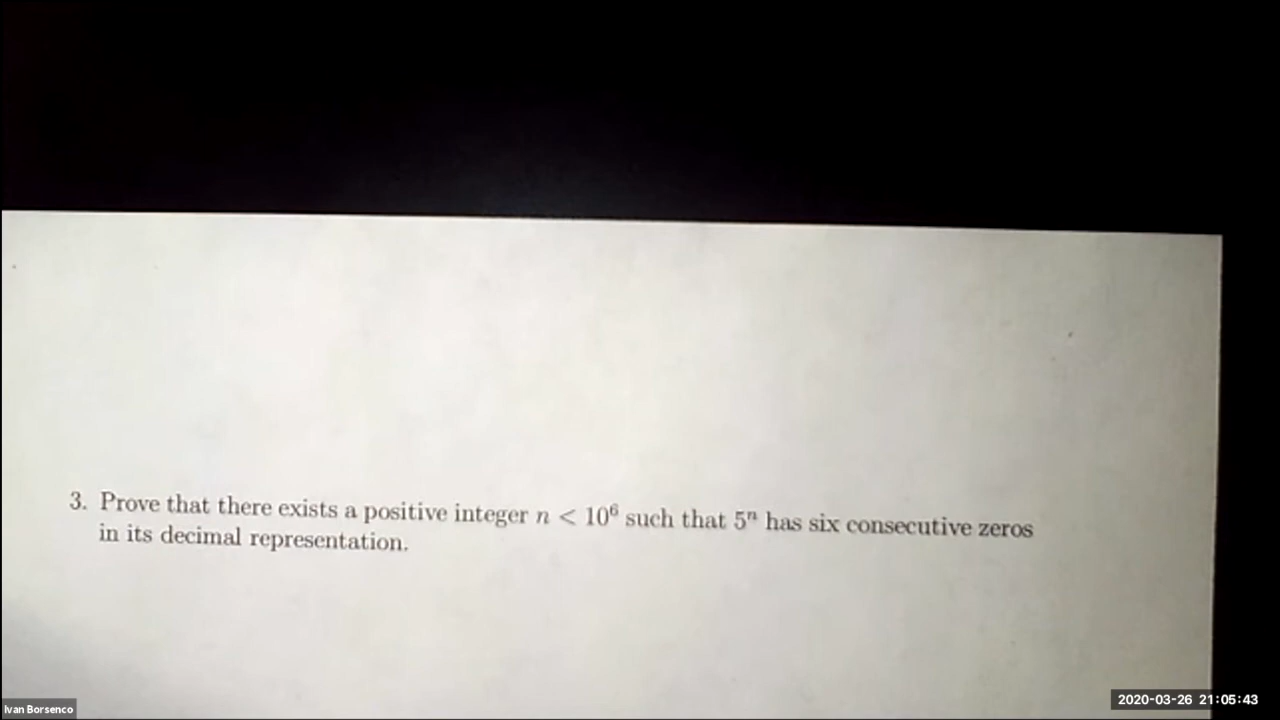 3. Prove that there exists a positive integer n < 10⁶ such that 5ⁿ has six consecutive zeros
in its decimal representation.
Ivan Borsenco
2020-03-26 21:05:43